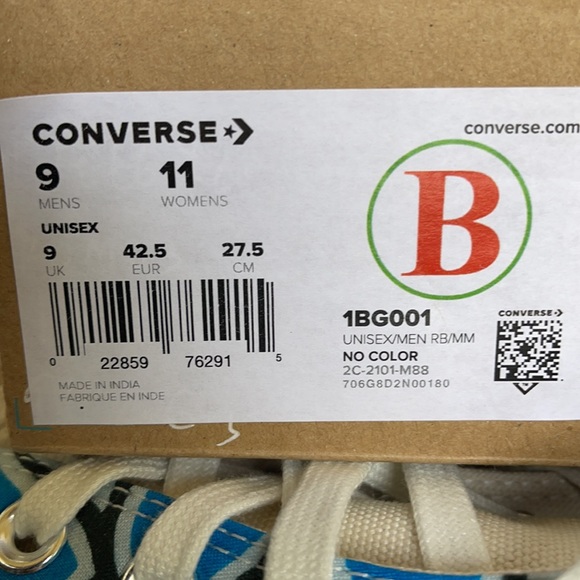 CONVERSE
converse.com
9 11
MENS WOMENS
UNISEX
9 42.5 27.5
UK EUR CM
0 22859 76291 5
MADE IN INDIA
FABRIQUE EN INDE
B
1BG001
UNISEX/MEN RB/MM
NO COLOR
2C-2101-M88
706G8D2N00180
CONVERSE